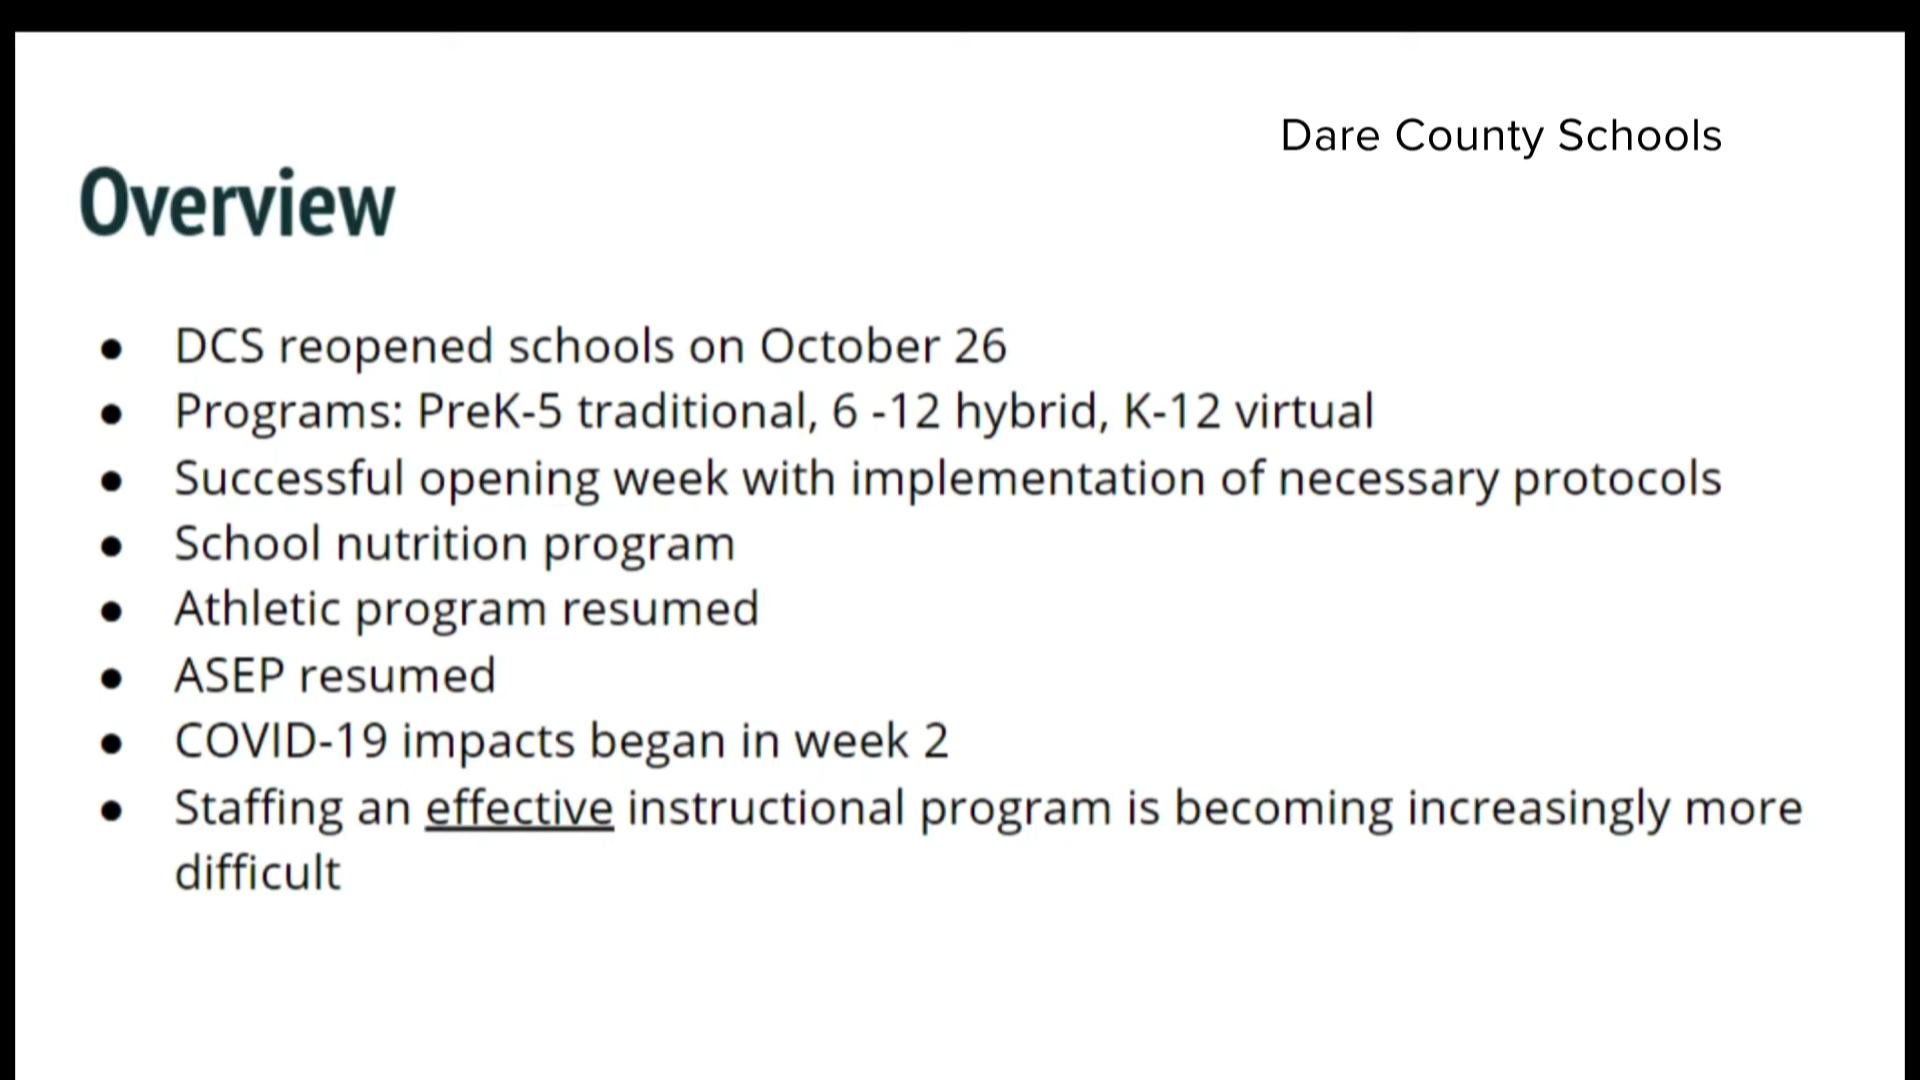 Dare County Schools
Overview
● DCS reopened schools on October 26
● Programs: PreK-5 traditional, 6 -12 hybrid, K-12 virtual
● Successful opening week with implementation of necessary protocols
● School nutrition program
● Athletic program resumed
● ASEP resumed
● COVID-19 impacts began in week 2
● Staffing an effective instructional program is becoming increasingly more
difficult